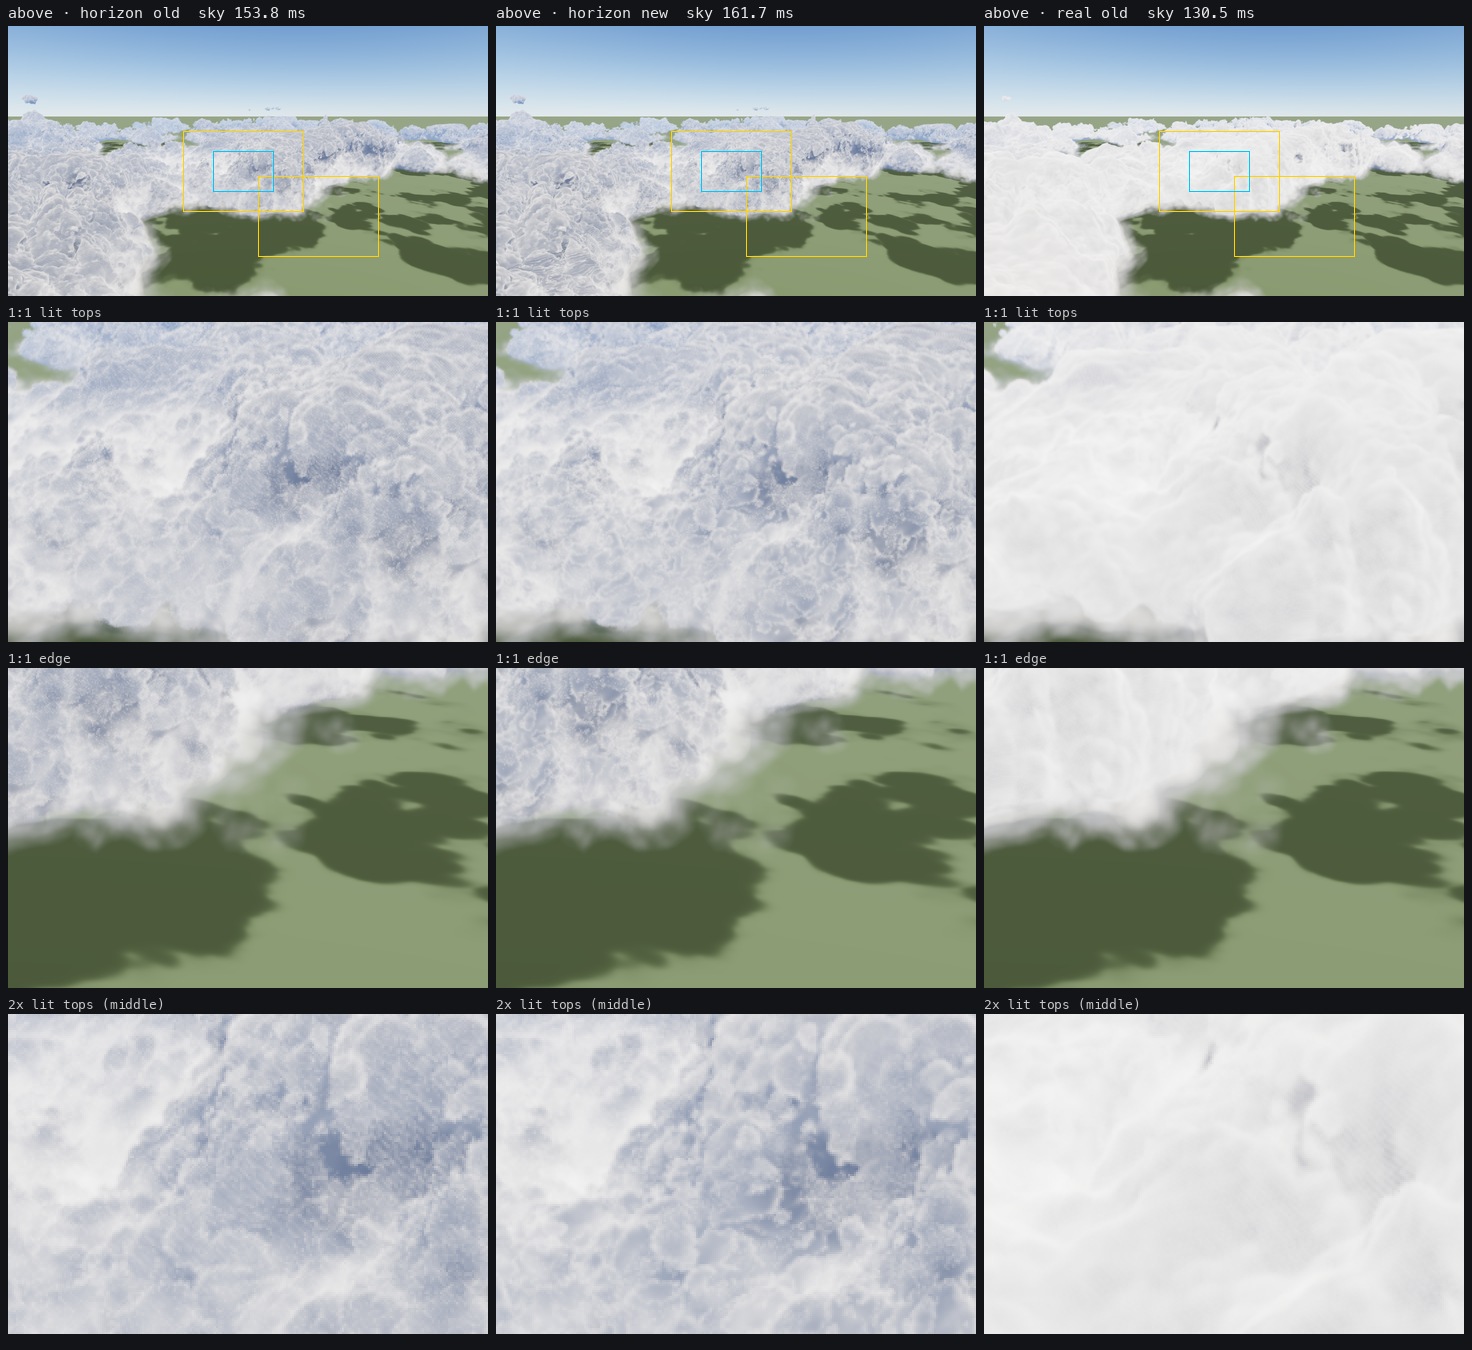 above · horizon old  sky 153.8 ms
above · horizon new  sky 161.7 ms
above · real old  sky 130.5 ms
1:1 lit tops
1:1 lit tops
1:1 lit tops
1:1 edge
1:1 edge
1:1 edge
2x lit tops (middle)
2x lit tops (middle)
2x lit tops (middle)